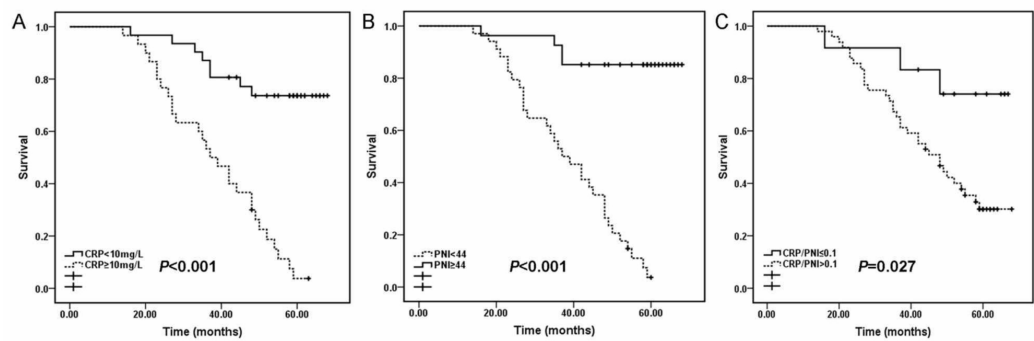 A
Survival
1.0
0.8
0.6
0.4
0.2
0.0
CRP<10mg/L
CRP≥10mg/L
P<0.001
.00 20.00 40.00 60.00
Time (months)
B
Survival
1.0
0.8
0.6
0.4
0.2
0.0
PNI<44
PNI≥44
P<0.001
.00 20.00 40.00 60.00
Time (months)
C
Survival
1.0
0.8
0.6
0.4
0.2
0.0
CRP/PNI≤0.1
CRP/PNI>0.1
P=0.027
.00 20.00 40.00 60.00
Time (months)